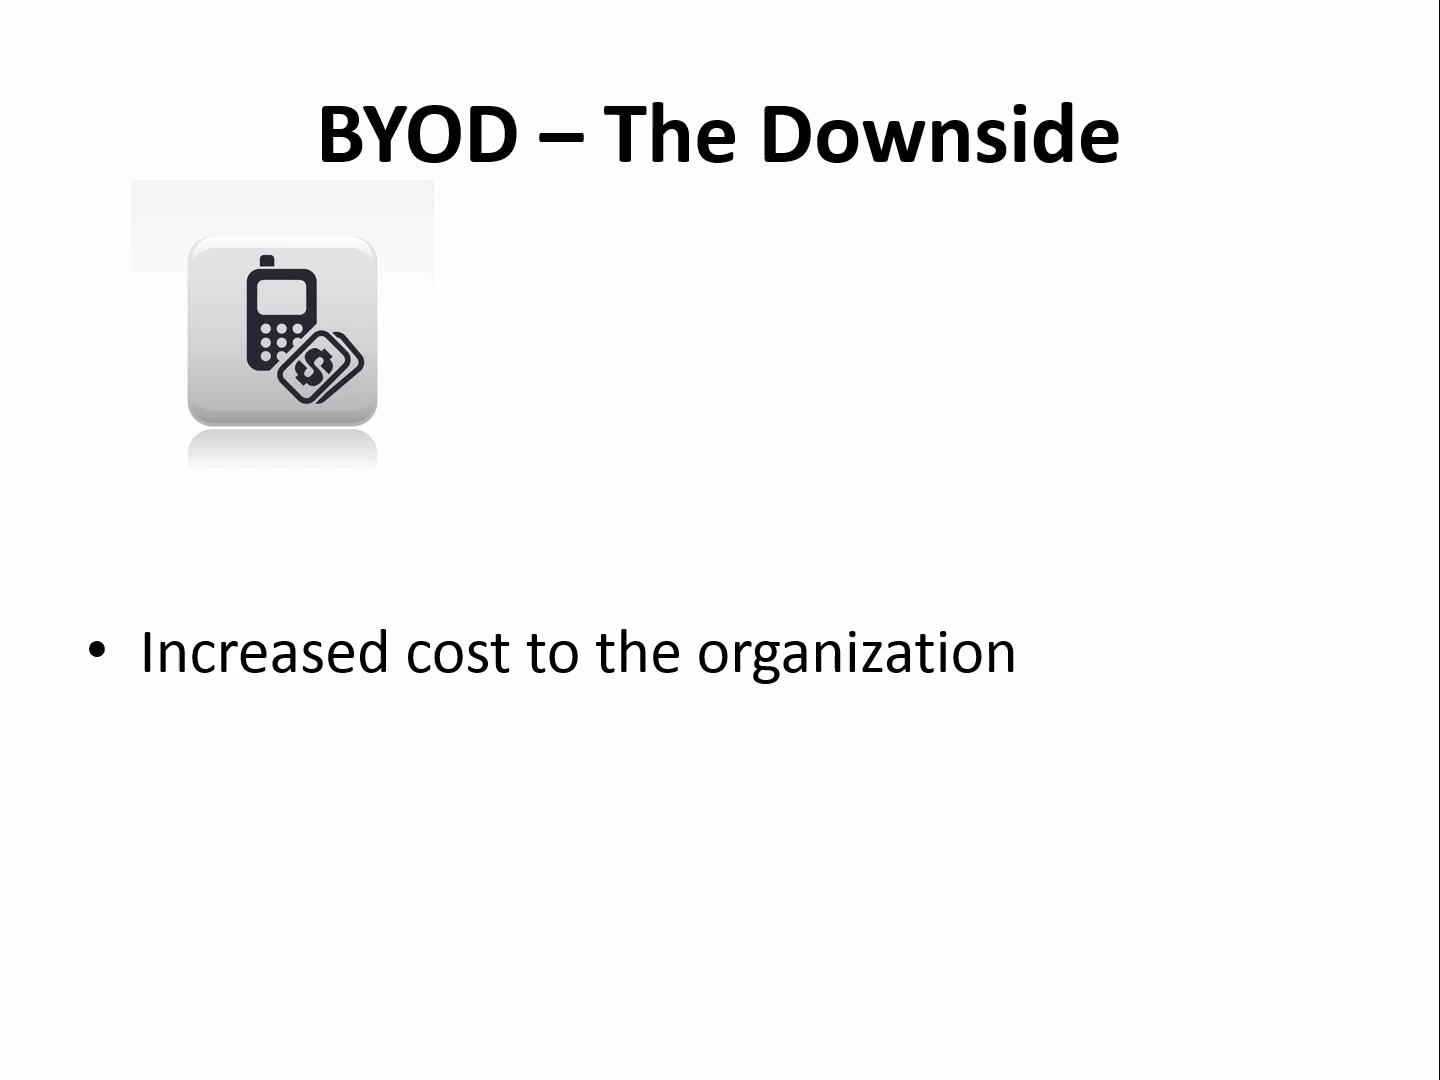 BYOD – The Downside
$
• Increased cost to the organization